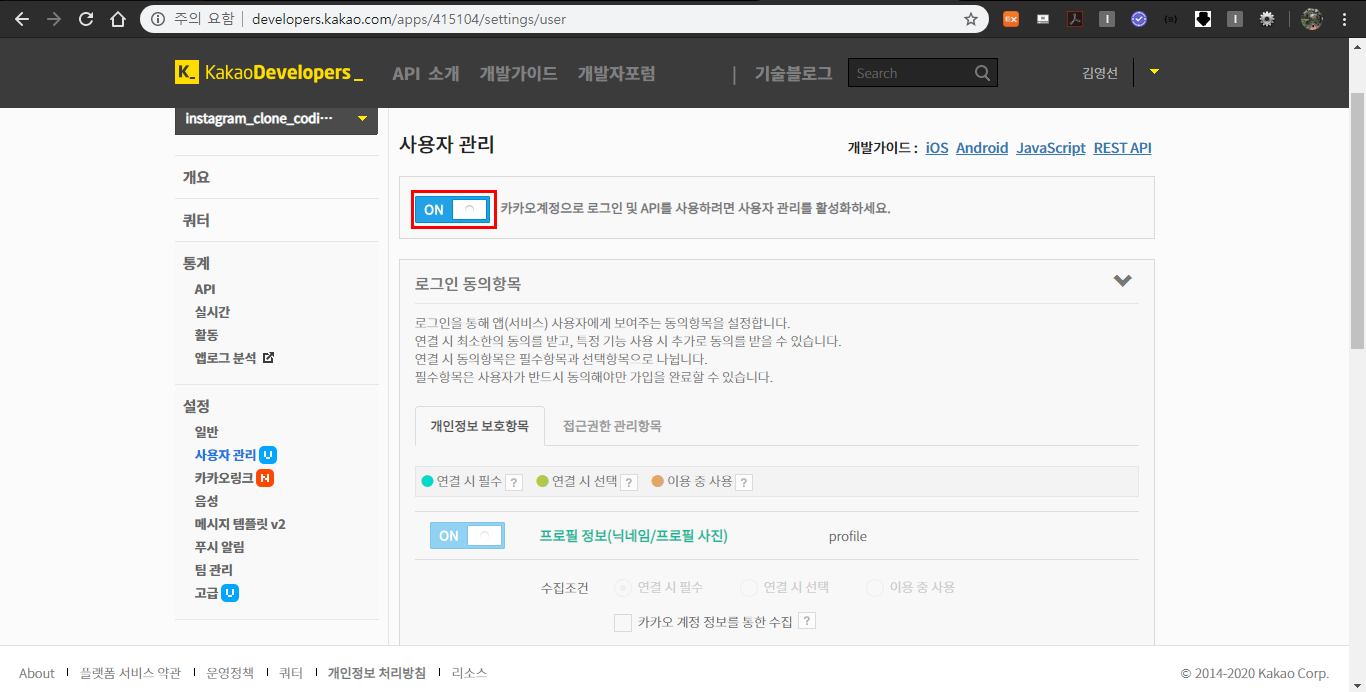 주의 요함 developers.kakao.com/apps/415104/settings/user
K_ KakaoDevelopers_ API 소개 개발가이드 개발자포럼 | 기술블로그 Search 김영선
instagram_clone_codi···
개요
쿼터
통계
API
실시간
활동
앱로그 분석
설정
일반
사용자 관리 U
카카오링크 N
음성
메시지 템플릿 v2
푸시 알림
팀 관리
고급 U
사용자 관리
개발가이드 : iOS Android JavaScript REST API
ON 카카오계정으로 로그인 및 API를 사용하려면 사용자 관리를 활성화하세요.
로그인 동의항목
로그인을 통해 앱(서비스) 사용자에게 보여주는 동의항목을 설정합니다.
연결 시 최소한의 동의를 받고, 특정 기능 사용 시 추가로 동의를 받을 수 있습니다.
연결 시 동의항목은 필수항목과 선택항목으로 나뉩니다.
필수항목은 사용자가 반드시 동의해야만 가입을 완료할 수 있습니다.
개인정보 보호항목 접근권한 관리항목
연결 시 필수 ? 연결 시 선택 ? 이용 중 사용 ?
ON 프로필 정보(닉네임/프로필 사진) profile
수집조건 연결 시 필수 연결 시 선택 이용 중 사용
카카오 계정 정보를 통한 수집 ?
About 플랫폼 서비스 약관 운영정책 쿼터 개인정보 처리방침 리소스 © 2014-2020 Kakao Corp.